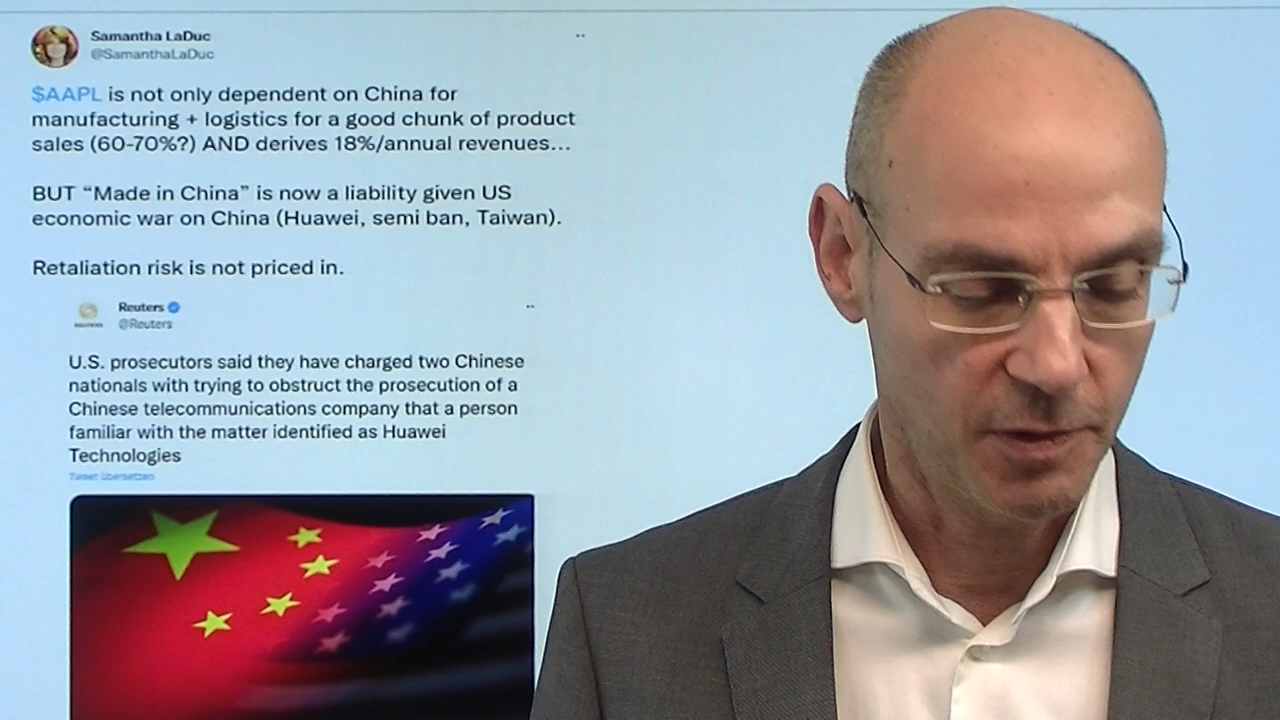 Samantha LaDuc
@SamanthaLaDuc
$AAPL is not only dependent on China for
manufacturing + logistics for a good chunk of product
sales (60-70%?) AND derives 18%/annual revenues...
BUT “Made in China” is now a liability given US
economic war on China (Huawei, semi ban, Taiwan).
Retaliation risk is not priced in.
Reuters
@Reuters
U.S. prosecutors said they have charged two Chinese
nationals with trying to obstruct the prosecution of a
Chinese telecommunications company that a person
familiar with the matter identified as Huawei
Technologies
Tweet übersetzen